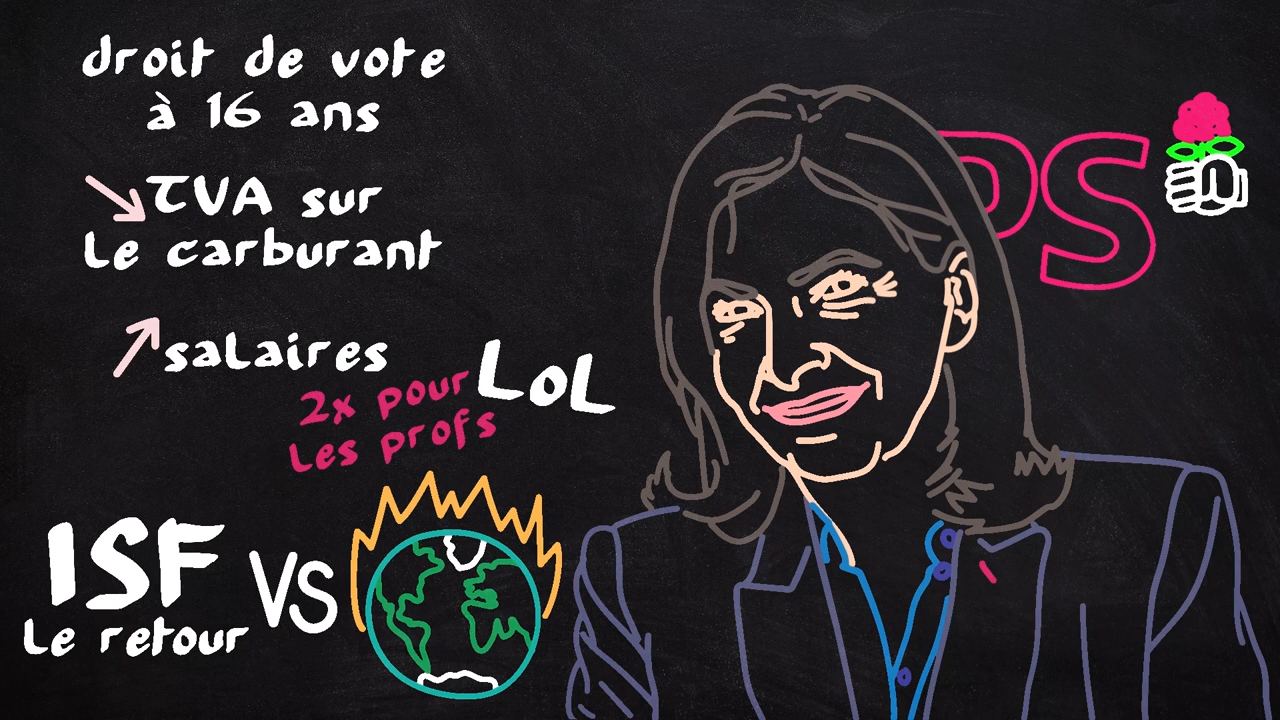 droit de vote
à 16 ans
TVA sur
le carburant
salaires
LoL
2x pour
les profs
ISF
le retour
VS
PS